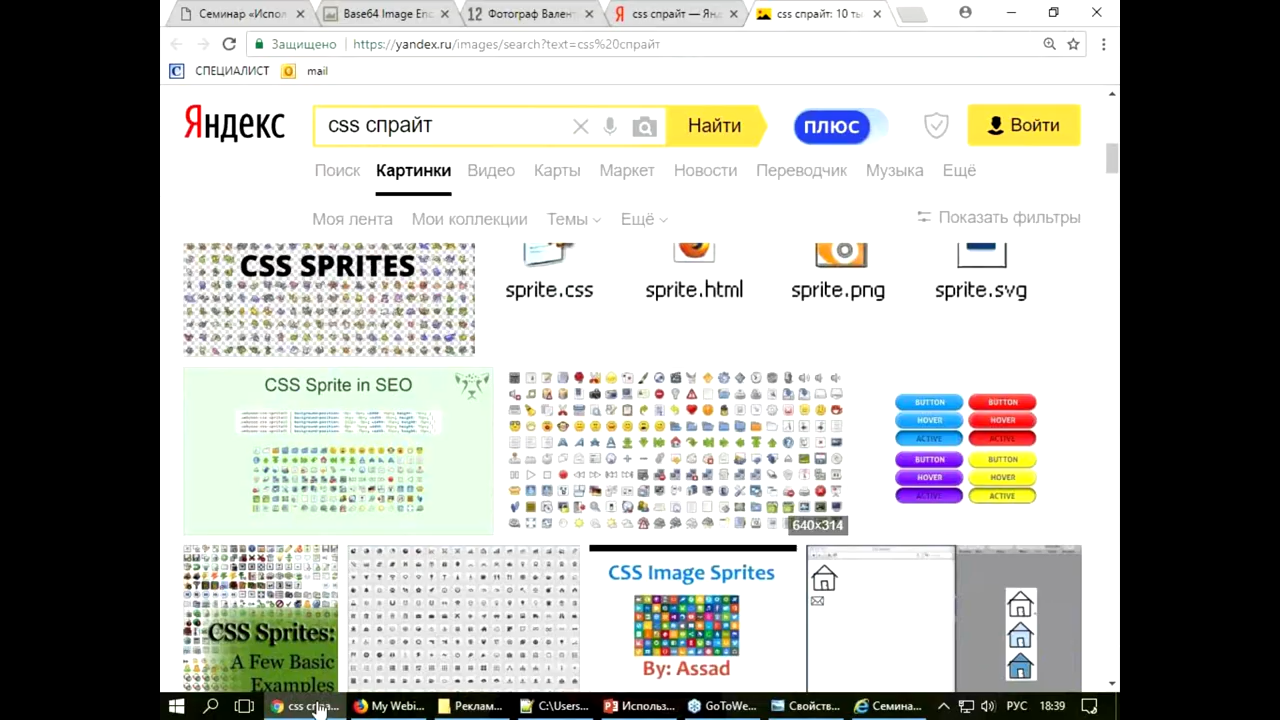 Семинар «Испол
Base64 Image Enc
12 Фотограф Вален
css спрайт — Ян
css спрайт: 10 ты
Защищено
https://yandex.ru/images/search?text=css%20спрайт
СПЕЦИАЛИСТ
mail
Яндекс
css спрайт
Найти
ПЛЮС
Войти
Поиск
Картинки
Видео
Карты
Маркет
Новости
Переводчик
Музыка
Ещё
Моя лента
Мои коллекции
Темы
Ещё
Показать фильтры
CSS SPRITES
sprite.css
sprite.html
sprite.png
sprite.svg
CSS Sprite in SEO
640×314
BUTTON
BUTTON
HOVER
HOVER
ACTIVE
ACTIVE
BUTTON
BUTTON
HOVER
HOVER
ACTIVE
ACTIVE
CSS Sprites:
A Few Basic
Examples
CSS Image Sprites
By: Assad
css спра...
My Webi...
Реклам...
C:\Users...
Использ...
GoToWe...
Свойств...
Семина...
РУС
18:39